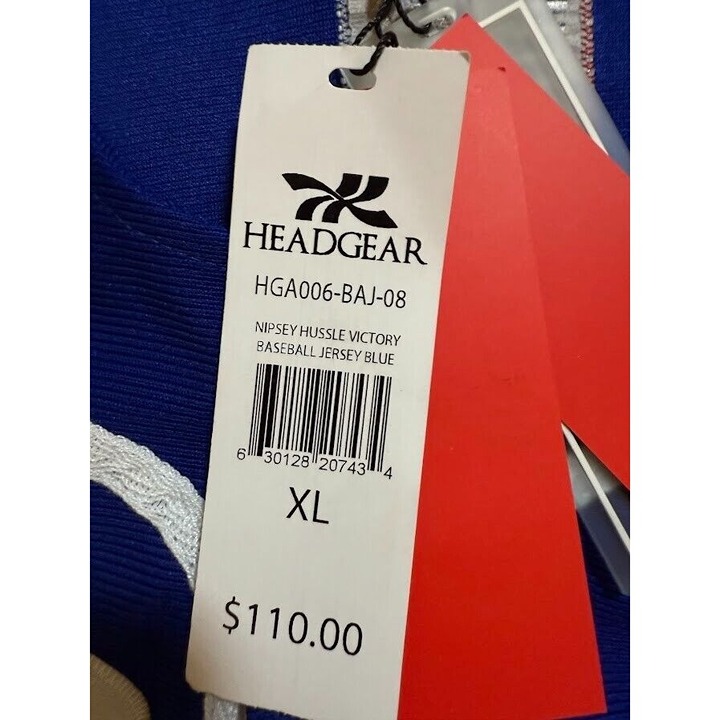 HEADGEAR
HGA006-BAJ-08
NIPSEY HUSSLE VICTORY
BASEBALL JERSEY BLUE
6 30128 20743 4
XL
$110.00